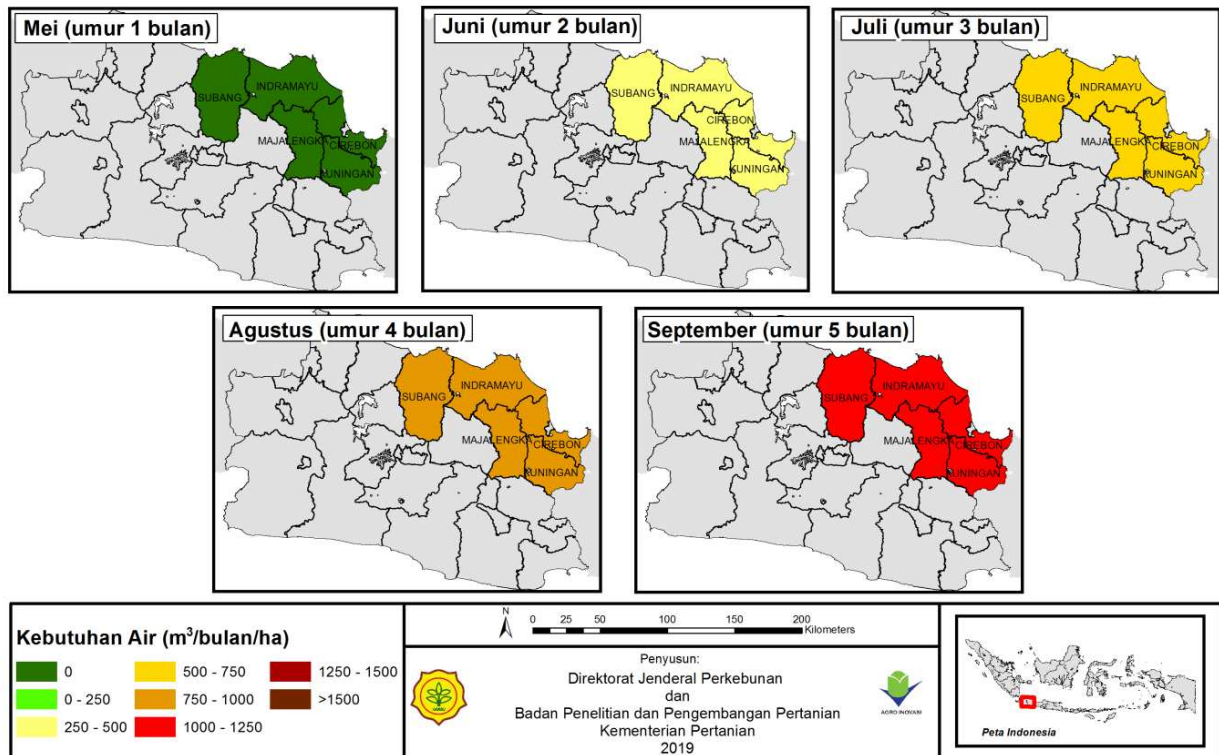 Mei (umur 1 bulan)
SUBANG
INDRAMAYU
MAJALENGKA
CIREBON
KUNINGAN
Juni (umur 2 bulan)
SUBANG
INDRAMAYU
CIREBON
MAJALENGKA
KUNINGAN
Juli (umur 3 bulan)
SUBANG
INDRAMAYU
MAJALENGKA
CIREBON
KUNINGAN
Agustus (umur 4 bulan)
SUBANG
INDRAMAYU
MAJALENGKA
CIREBON
KUNINGAN
September (umur 5 bulan)
SUBANG
INDRAMAYU
MAJALENGKA
CIREBON
KUNINGAN
Kebutuhan Air (m³/bulan/ha)
0
0 - 250
250 - 500
500 - 750
750 - 1000
1000 - 1250
1250 - 1500
>1500
N
0 25 50 100 150 200
Kilometers
Penyusun:
Direktorat Jenderal Perkebunan
dan
Badan Penelitian dan Pengembangan Pertanian
Kementerian Pertanian
2019
AGRO INOVASI
Peta Indonesia